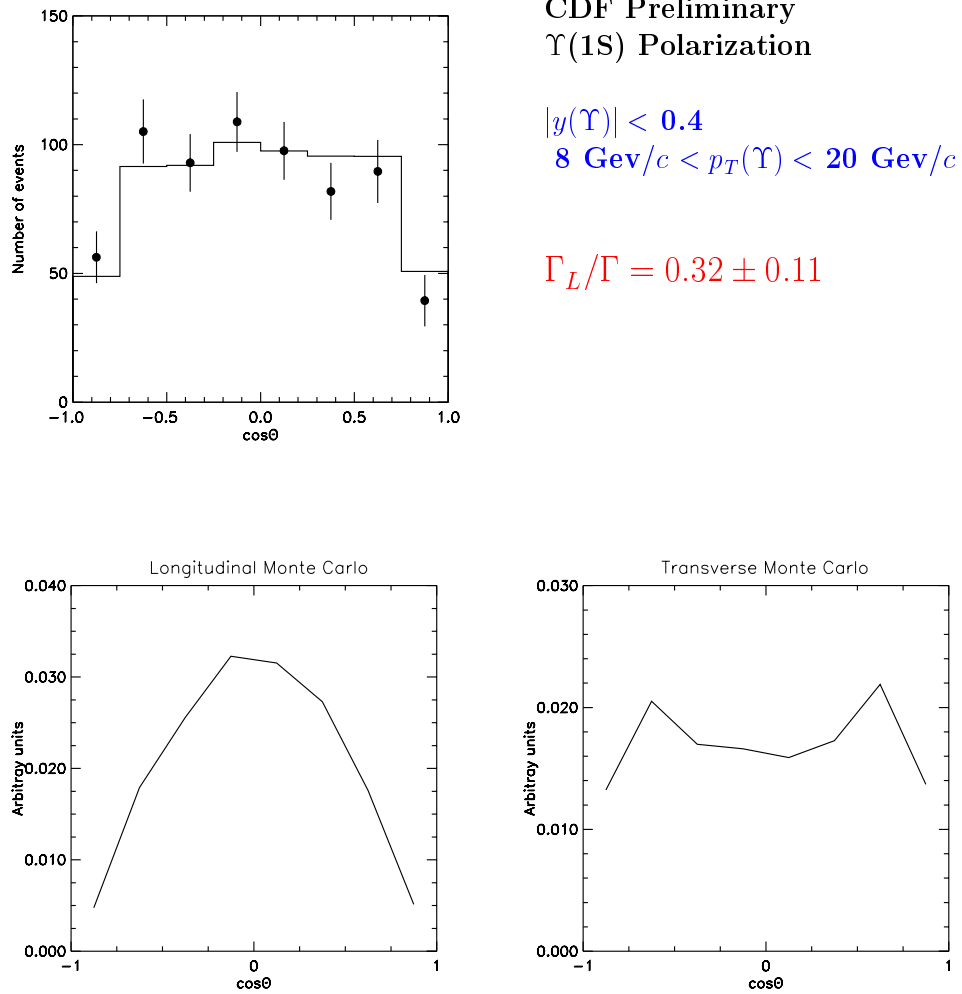 CDF Preliminary
ϒ(1S) Polarization
|y(ϒ)| < 0.4
8 Gev/c < p_T(ϒ) < 20 Gev/c
Γ_L/Γ = 0.32 ± 0.11
150
100
50
0
Number of events
−1.0 −0.5 0.0 0.5 1.0
cosΘ
Longitudinal Monte Carlo
0.040
0.030
0.020
0.010
0.000
Arbitray units
−1 0 1
cosΘ
Transverse Monte Carlo
0.030
0.020
0.010
0.000
Arbitray units
−1 0 1
cosΘ